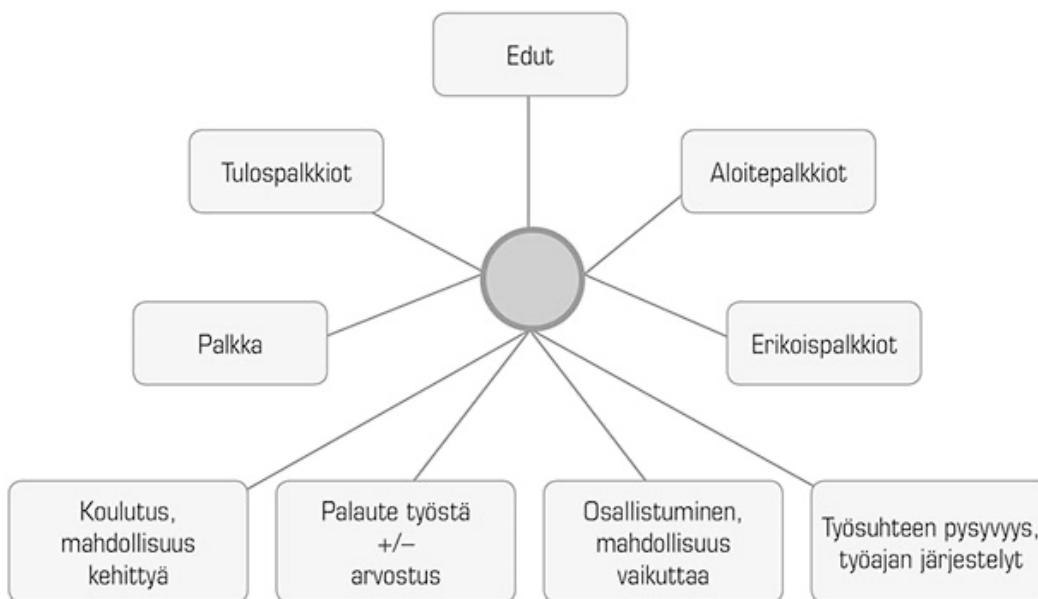 Edut
Tulospalkkiot
Aloitepalkkiot
Palkka
Erikoispalkkiot
Koulutus,
mahdollisuus
kehittyä
Palaute työstä
+/–
arvostus
Osallistuminen,
mahdollisuus
vaikuttaa
Työsuhteen pysyvyys,
työajan järjestelyt